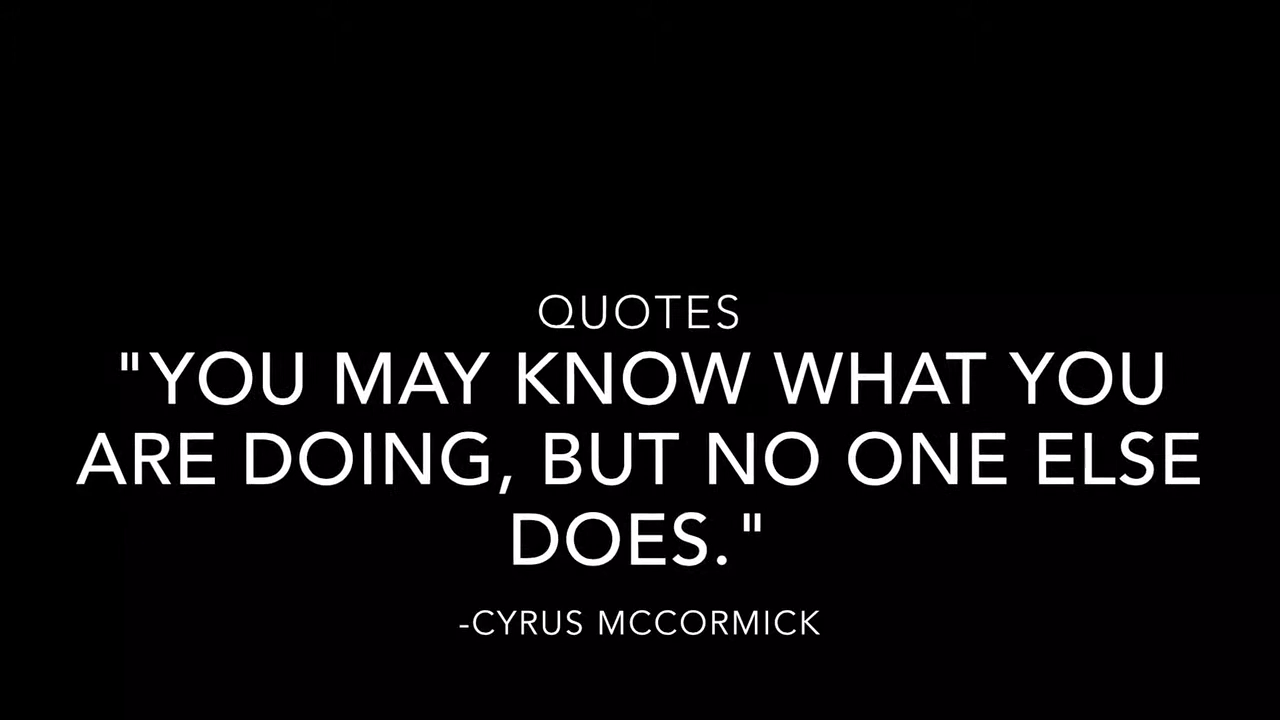 QUOTES
"YOU MAY KNOW WHAT YOU
ARE DOING, BUT NO ONE ELSE
DOES."
-CYRUS MCCORMICK